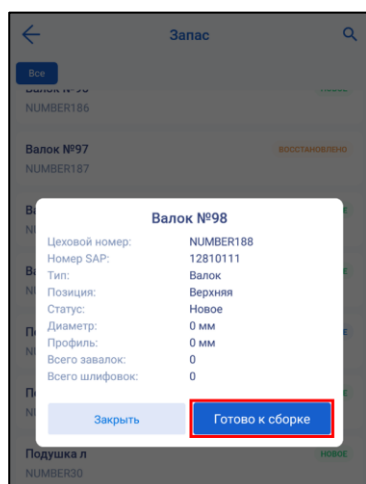 Запас
Все
NUMBER186
Валок №97
ВОССТАНОВЛЕНО
NUMBER187
Валок №98
Цеховой номер: NUMBER188
Номер SAP: 12810111
Тип: Валок
Позиция: Верхняя
Статус: Новое
Диаметр: 0 мм
Профиль: 0 мм
Всего завалок: 0
Всего шлифовок: 0
Закрыть
Готово к сборке
Подушка л
НОВОЕ
NUMBER30